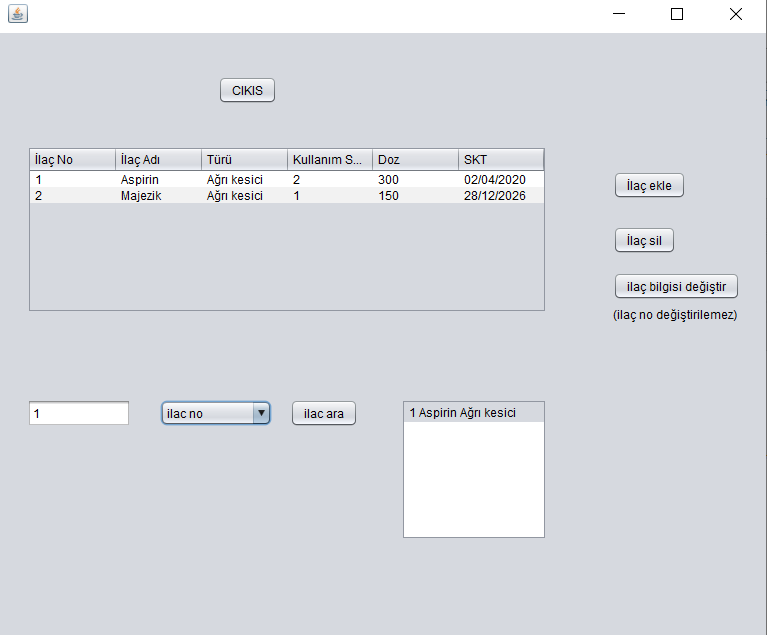 CIKIS
İlaç No İlaç Adı Türü Kullanım S... Doz SKT
1 Aspirin Ağrı kesici 2 300 02/04/2020
2 Majezik Ağrı kesici 1 150 28/12/2026
İlaç ekle
İlaç sil
ilaç bilgisi değiştir
(ilaç no değiştirilemez)
1 ilac no ilac ara
1 Aspirin Ağrı kesici